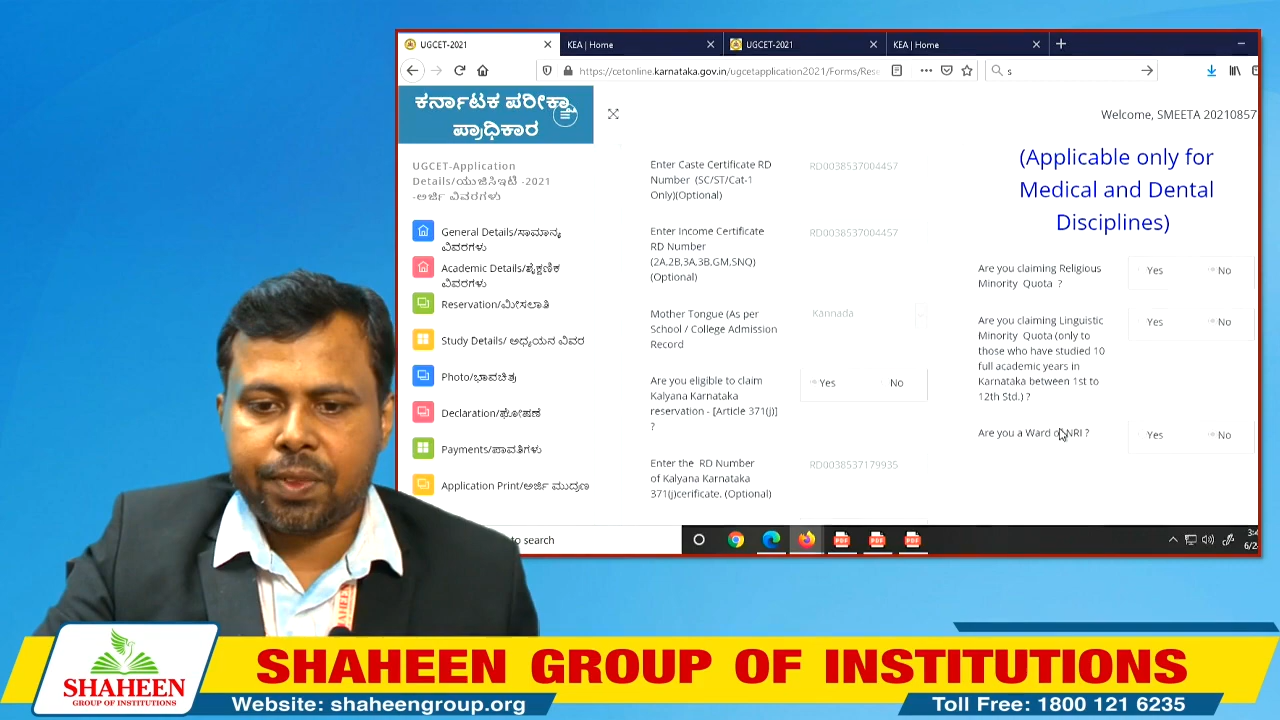 UGCET-2021
KEA | Home
UGCET-2021
KEA | Home
https://cetonline.karnataka.gov.in/ugcetapplication2021/Forms/Rese
s
ಕರ್ನಾಟಕ ಪರೀಕ್ಷಾ
ಪ್ರಾಧಿಕಾರ
Welcome, SMEETA 20210857
UGCET-Application
Details/ಯುಜಿಸಿಇಟಿ -2021
-ಅರ್ಜಿ ವಿವರಗಳು
General Details/ಸಾಮಾನ್ಯ
ವಿವರಗಳು
Academic Details/ಶೈಕ್ಷಣಿಕ
ವಿವರಗಳು
Reservation/ಮೀಸಲಾತಿ
Study Details/ ಅಧ್ಯಯನ ವಿವರ
Photo/ಭಾವಚಿತ್ರ
Declaration/ಘೋಷಣೆ
Payments/ಪಾವತಿಗಳು
Application Print/ಅರ್ಜಿ ಮುದ್ರಣ
Enter Caste Certificate RD
Number (SC/ST/Cat-1
Only)(Optional)
RD0038537004457
Enter Income Certificate
RD Number
(2A,2B,3A,3B,GM,SNQ)
(Optional)
RD0038537004457
Mother Tongue (As per
School / College Admission
Record
Kannada
Are you eligible to claim
Kalyana Karnataka
reservation - [Article 371(j)]
?
Yes No
Enter the RD Number
of Kalyana Karnataka
371(j)cerificate. (Optional)
RD0038537179935
(Applicable only for
Medical and Dental
Disciplines)
Are you claiming Religious
Minority Quota ?
Yes No
Are you claiming Linguistic
Minority Quota (only to
those who have studied 10
full academic years in
Karnataka between 1st to
12th Std.) ?
Yes No
Are you a Ward of NRI ?
Yes No
to search
3:4
6/2
SHAHEEN
SHAHEEN
GROUP OF INSTITUTIONS
SHAHEEN GROUP OF INSTITUTIONS
Website: shaheengroup.org
Toll Free: 1800 121 6235